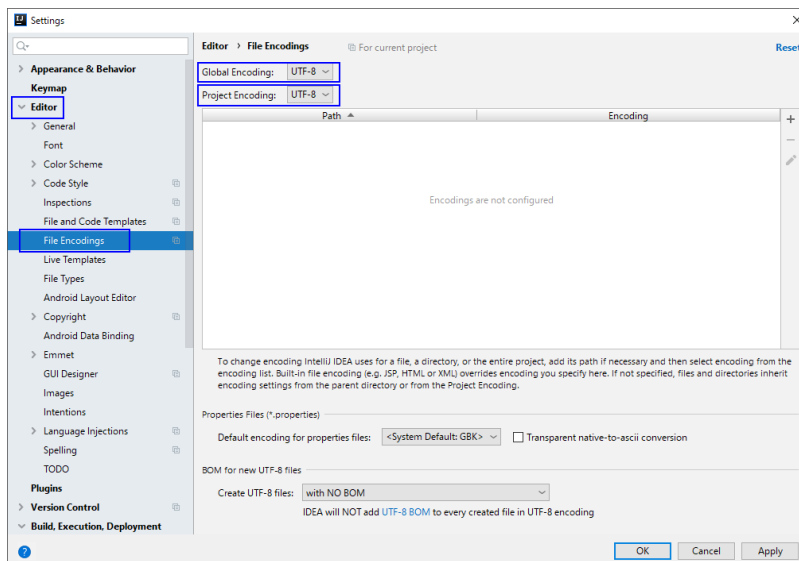 Settings
Appearance & Behavior
Keymap
Editor
General
Font
Color Scheme
Code Style
Inspections
File and Code Templates
File Encodings
Live Templates
File Types
Android Layout Editor
Copyright
Android Data Binding
Emmet
GUI Designer
Images
Intentions
Language Injections
Spelling
TODO
Plugins
Version Control
Build, Execution, Deployment
Editor › File Encodings For current project Reset
Global Encoding: UTF-8
Project Encoding: UTF-8
Path Encoding
Encodings are not configured
To change encoding IntelliJ IDEA uses for a file, a directory, or the entire project, add its path if necessary and then select encoding from the
encoding list. Built-in file encoding (e.g. JSP, HTML or XML) overrides encoding you specify here. If not specified, files and directories inherit
encoding settings from the parent directory or from the Project Encoding.
Properties Files (*.properties)
Default encoding for properties files: <System Default: GBK> Transparent native-to-ascii conversion
BOM for new UTF-8 files
Create UTF-8 files: with NO BOM
IDEA will NOT add UTF-8 BOM to every created file in UTF-8 encoding
? OK Cancel Apply